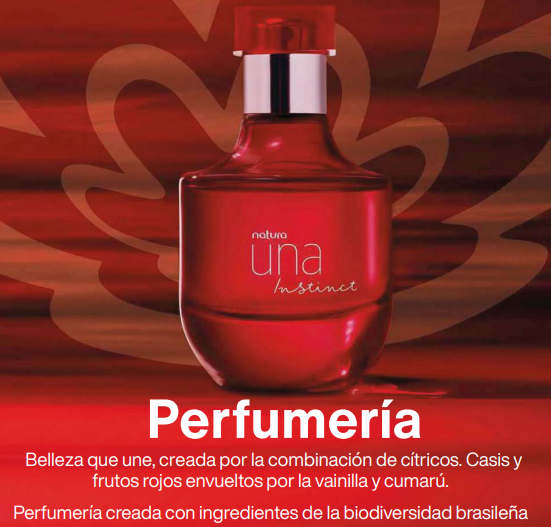 natura
una
Instinct
Perfumería
Belleza que une, creada por la combinación de cítricos. Casis y
frutos rojos envueltos por la vainilla y cumarú.
Perfumería creada con ingredientes de la biodiversidad brasileña